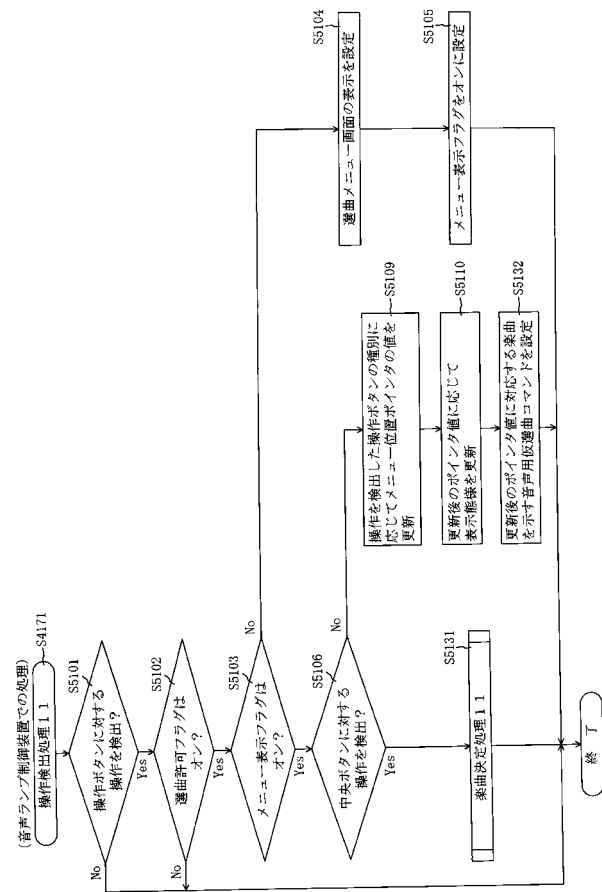 (音声ランプ制御装置での処理)
S4171
操作検出処理11
S5101
操作ボタンに対する
操作を検出?
No
Yes
S5102
選曲許可フラグは
オン?
No
Yes
S5103
メニュー表示フラグは
オン?
No
Yes
S5104
選曲メニュー画面の表示を設定
S5105
メニュー表示フラグをオンに設定
S5106
中央ボタンに対する
操作を検出?
No
Yes
S5109
操作を検出した操作ボタンの種別に
応じてメニュー位置ポインタの値を
更新
S5110
更新後のポインタ値に応じて
表示態様を更新
S5132
更新後のポインタ値に対応する楽曲
を示す音声用仮選曲コマンドを設定
S5131
楽曲決定処理11
終了